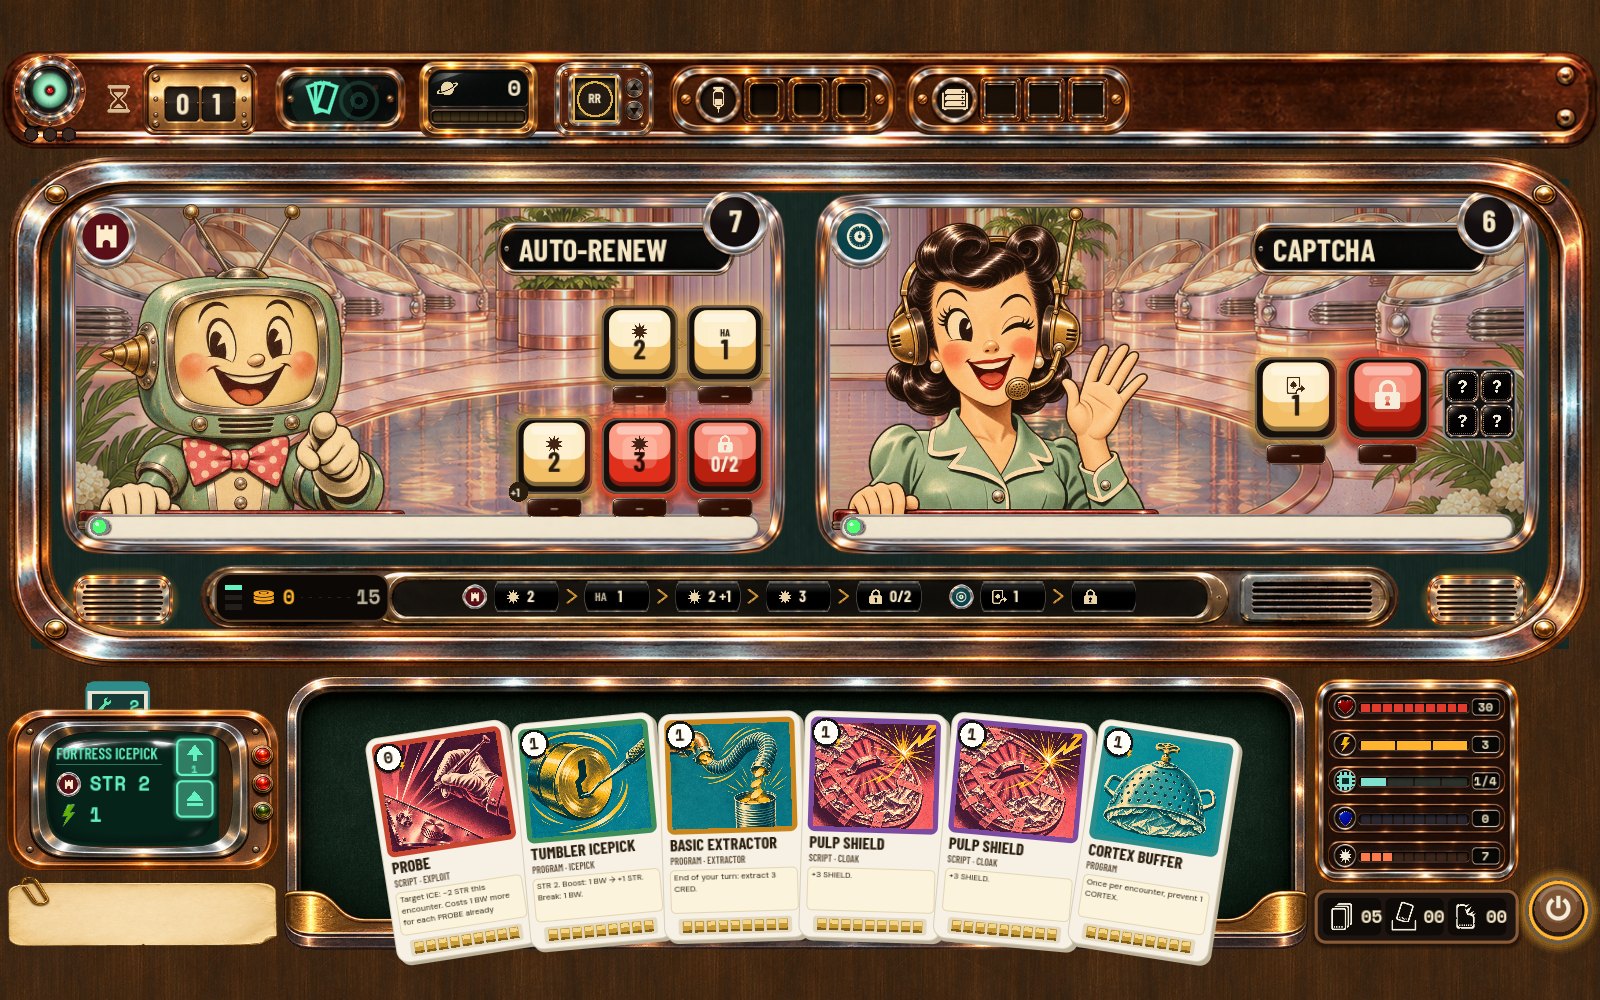 01
0
RR
AUTO-RENEW
7
2
HA
1
2
+1
3
0/2
CAPTCHA
6
1
? ?
? ?
0 15
2 > HA 1 > 2 +1 > 3 > 0/2
1 >
2
FORTRESS ICEPICK
STR 2
1
1
0
PROBE
SCRIPT · EXPLOIT
Target ICE: −2 STR this
encounter. Costs 1 BW more
for each PROBE already
1
TUMBLER ICEPICK
PROGRAM · ICEPICK
STR 2. Boost: 1 BW → +1 STR.
Break: 1 BW.
1
BASIC EXTRACTOR
PROGRAM · EXTRACTOR
End of your turn: extract 3
CRED.
1
PULP SHIELD
SCRIPT · CLOAK
+3 SHIELD.
1
PULP SHIELD
SCRIPT · CLOAK
+3 SHIELD.
1
CORTEX BUFFER
PROGRAM
Once per encounter, prevent 1
CORTEX.
30
3
1/4
0
7
05 00 00